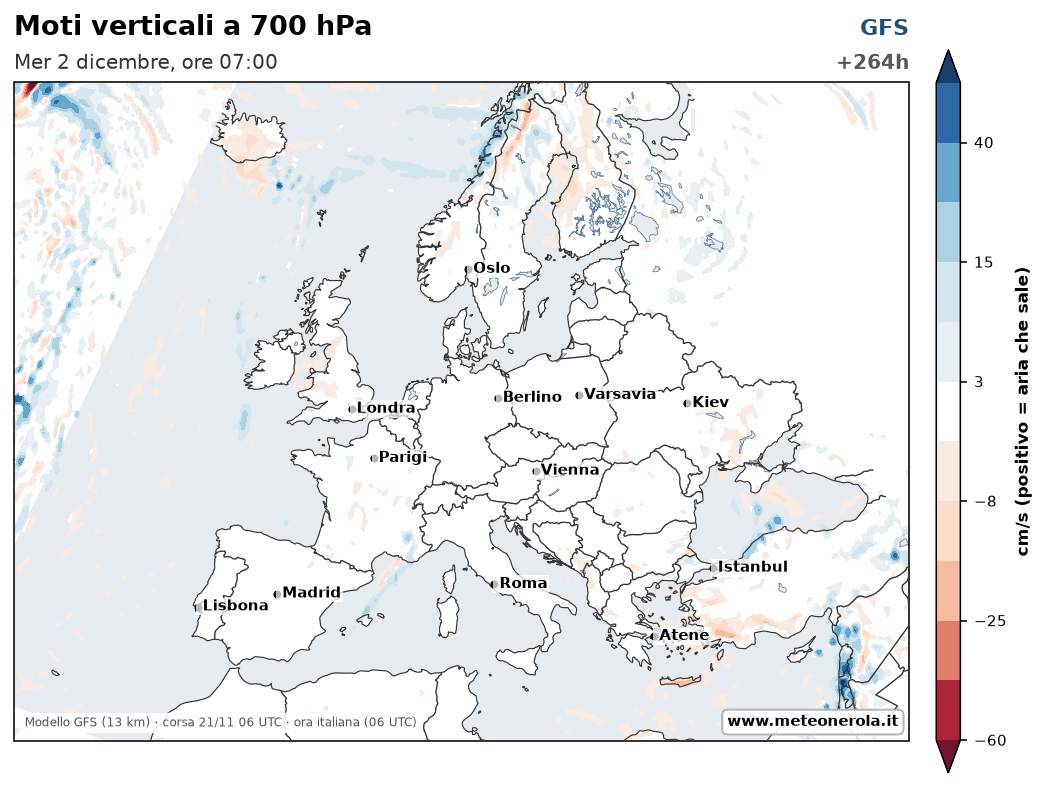 Moti verticali a 700 hPa
GFS
Mer 2 dicembre, ore 07:00
+264h
40
15
3
−8
−25
−60
cm/s (positivo = aria che sale)
Oslo
Londra
Berlino
Varsavia
Kiev
Parigi
Vienna
Istanbul
Roma
Madrid
Lisbona
Atene
Modello GFS (13 km) · corsa 21/11 06 UTC · ora italiana (06 UTC)
www.meteonerola.it